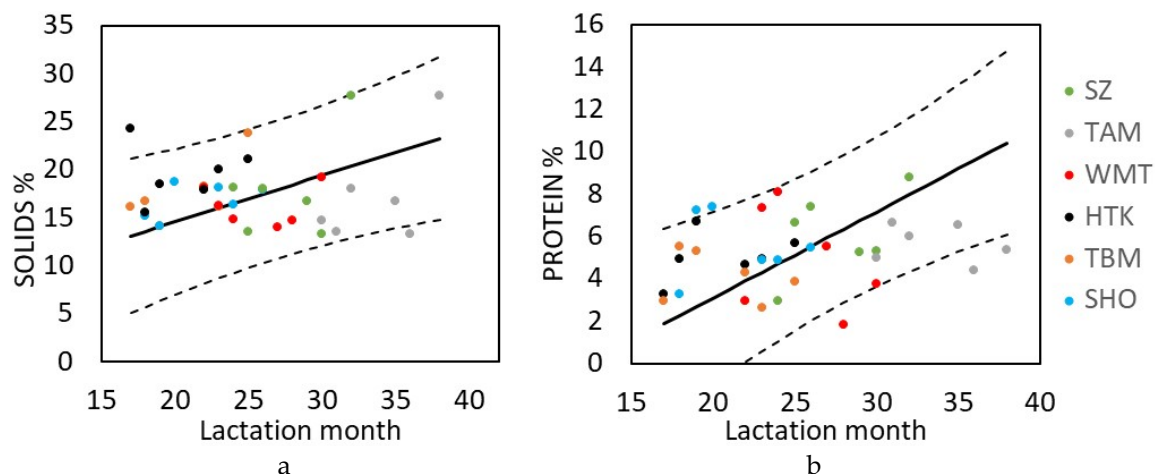 SOLIDS %
35
30
25
20
15
10
5
0
15 20 25 30 35 40
Lactation month
a
PROTEIN %
16
14
12
10
8
6
4
2
0
15 20 25 30 35 40
Lactation month
b
SZ
TAM
WMT
HTK
TBM
SHO